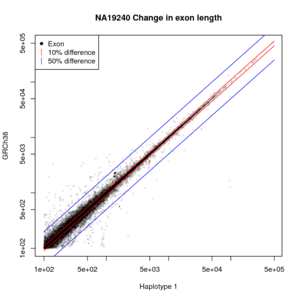 NA19240 Change in exon length
Exon
10% difference
50% difference
GRCh38
5e+05
5e+04
5e+03
5e+02
1e+02
1e+02 5e+02 5e+03 5e+04 5e+05
Haplotype 1